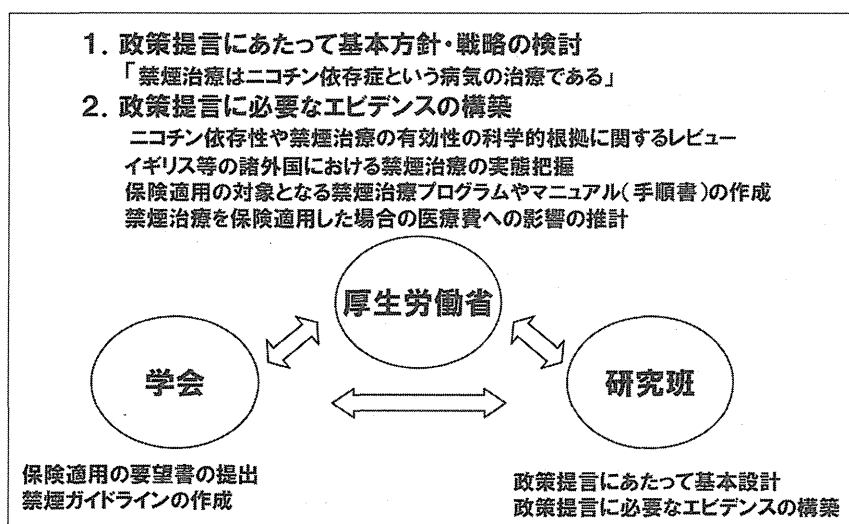 1. 政策提言にあたって基本方針・戦略の検討
「禁煙治療はニコチン依存症という病気の治療である」
2. 政策提言に必要なエビデンスの構築
ニコチン依存性や禁煙治療の有効性の科学的根拠に関するレビュー
イギリス等の諸外国における禁煙治療の実態把握
保険適用の対象となる禁煙治療プログラムやマニュアル(手順書)の作成
禁煙治療を保険適用した場合の医療費への影響の推計
厚生労働省
学会
研究班
保険適用の要望書の提出
禁煙ガイドラインの作成
政策提言にあたって基本設計
政策提言に必要なエビデンスの構築